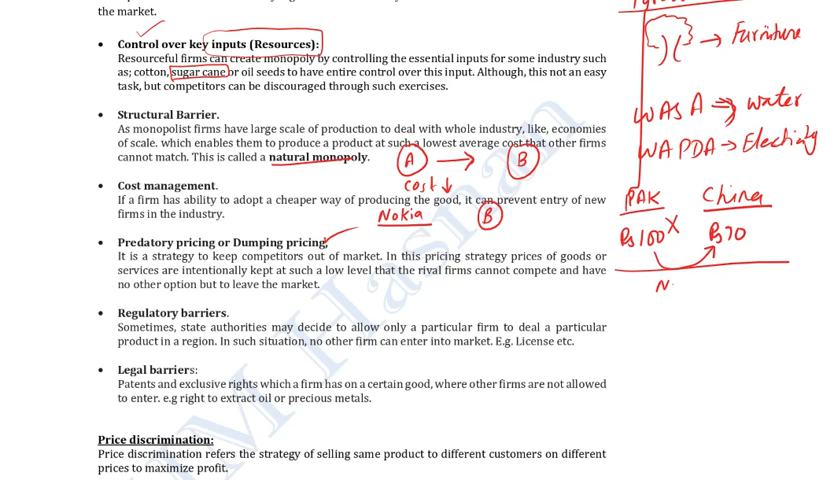 the market.
• Control over key inputs (Resources):
Resourceful firms can create monopoly by controlling the essential inputs for some industry such
as; cotton, sugar cane or oil seeds to have entire control over this input. Although, this not an easy
task, but competitors can be discouraged through such exercises.
• Structural Barrier.
As monopolist firms have large scale of production to deal with whole industry, like, economies
of scale. which enables them to produce a product at such a lowest average cost that other firms
cannot match. This is called a natural monopoly.
A → B
Cost ↓
• Cost management.
If a firm has ability to adopt a cheaper way of producing the good, it can prevent entry of new
firms in the industry.
Nokia B
• Predatory pricing or Dumping pricing.
It is a strategy to keep competitors out of market. In this pricing strategy prices of goods or
services are intentionally kept at such a low level that the rival firms cannot compete and have
no other option but to leave the market.
• Regulatory barriers.
Sometimes, state authorities may decide to allow only a particular firm to deal a particular
product in a region. In such situation, no other firm can enter into market. E.g. License etc.
• Legal barriers:
Patents and exclusive rights which a firm has on a certain good, where other firms are not allowed
to enter. e.g right to extract oil or precious metals.
Price discrimination:
Price discrimination refers the strategy of selling same product to different customers on different
prices to maximize profit.
→ Furniture
WASA → water
WAPDA → Electricity
PAK China
Rs100 X Rs70
N
Hasnan